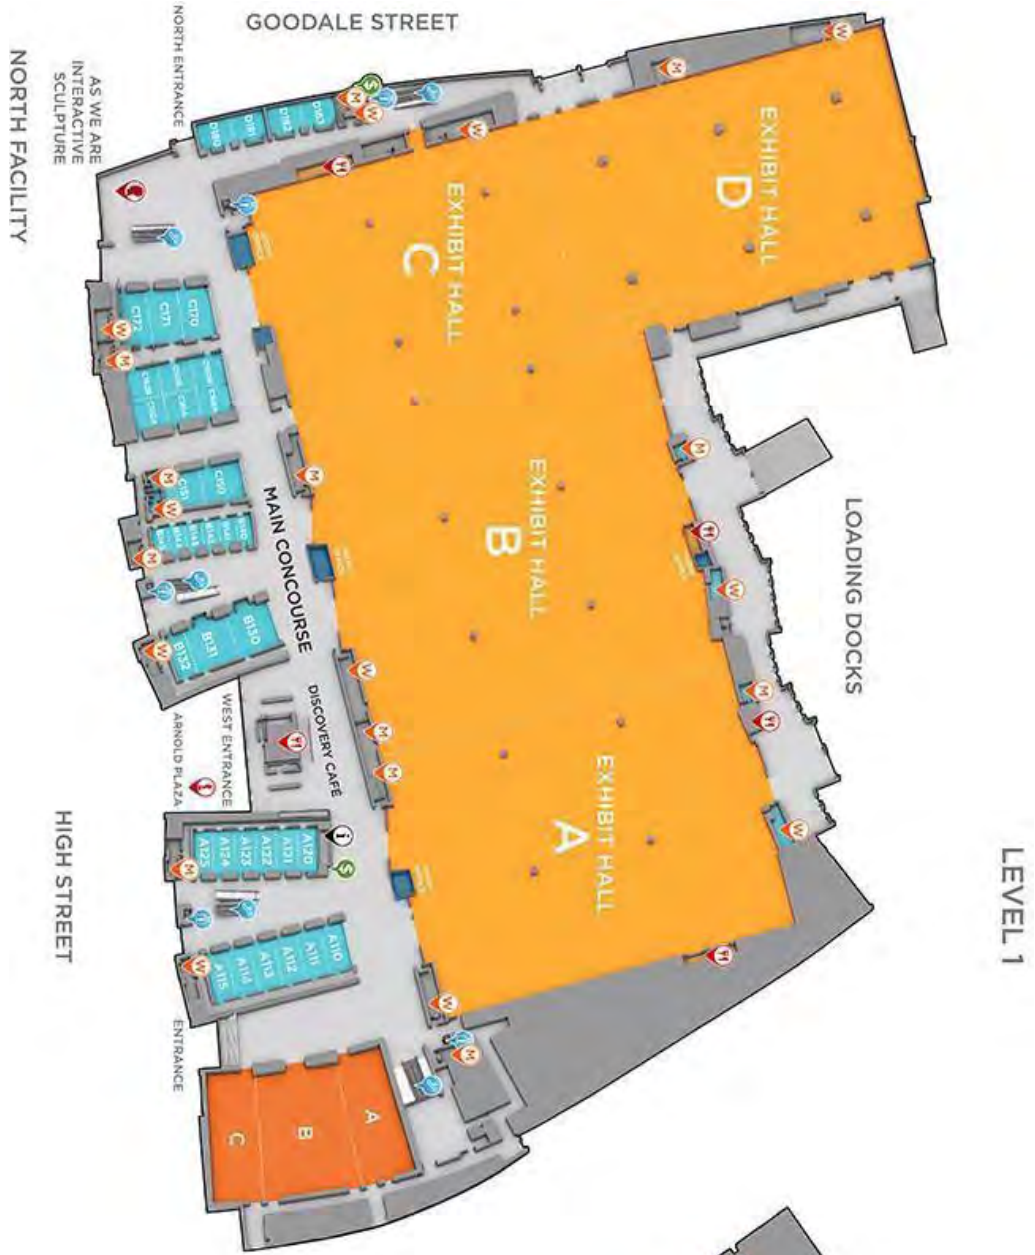 LEVEL 1
GOODALE STREET
NORTH ENTRANCE
AS WE ARE
INTERACTIVE
SCULPTURE
NORTH FACILITY
EXHIBIT HALL
D
EXHIBIT HALL
C
EXHIBIT HALL
B
EXHIBIT HALL
A
LOADING DOCKS
MAIN CONCOURSE
DISCOVERY CAFÉ
WEST ENTRANCE
ARNOLD PLAZA
HIGH STREET
ENTRANCE
D180
D181
D182
D183
C170
C171
C172
C150
C151
B140
B130
B131
B132
A120
A121
A122
A123
A124
A125
A110
A111
A112
A113
A114
A115
A
B
C
W
M
M
W
W
W
M
M
M
W
M
M
W
M
W
W
M
M
W
M
W
W
M
i
$
$